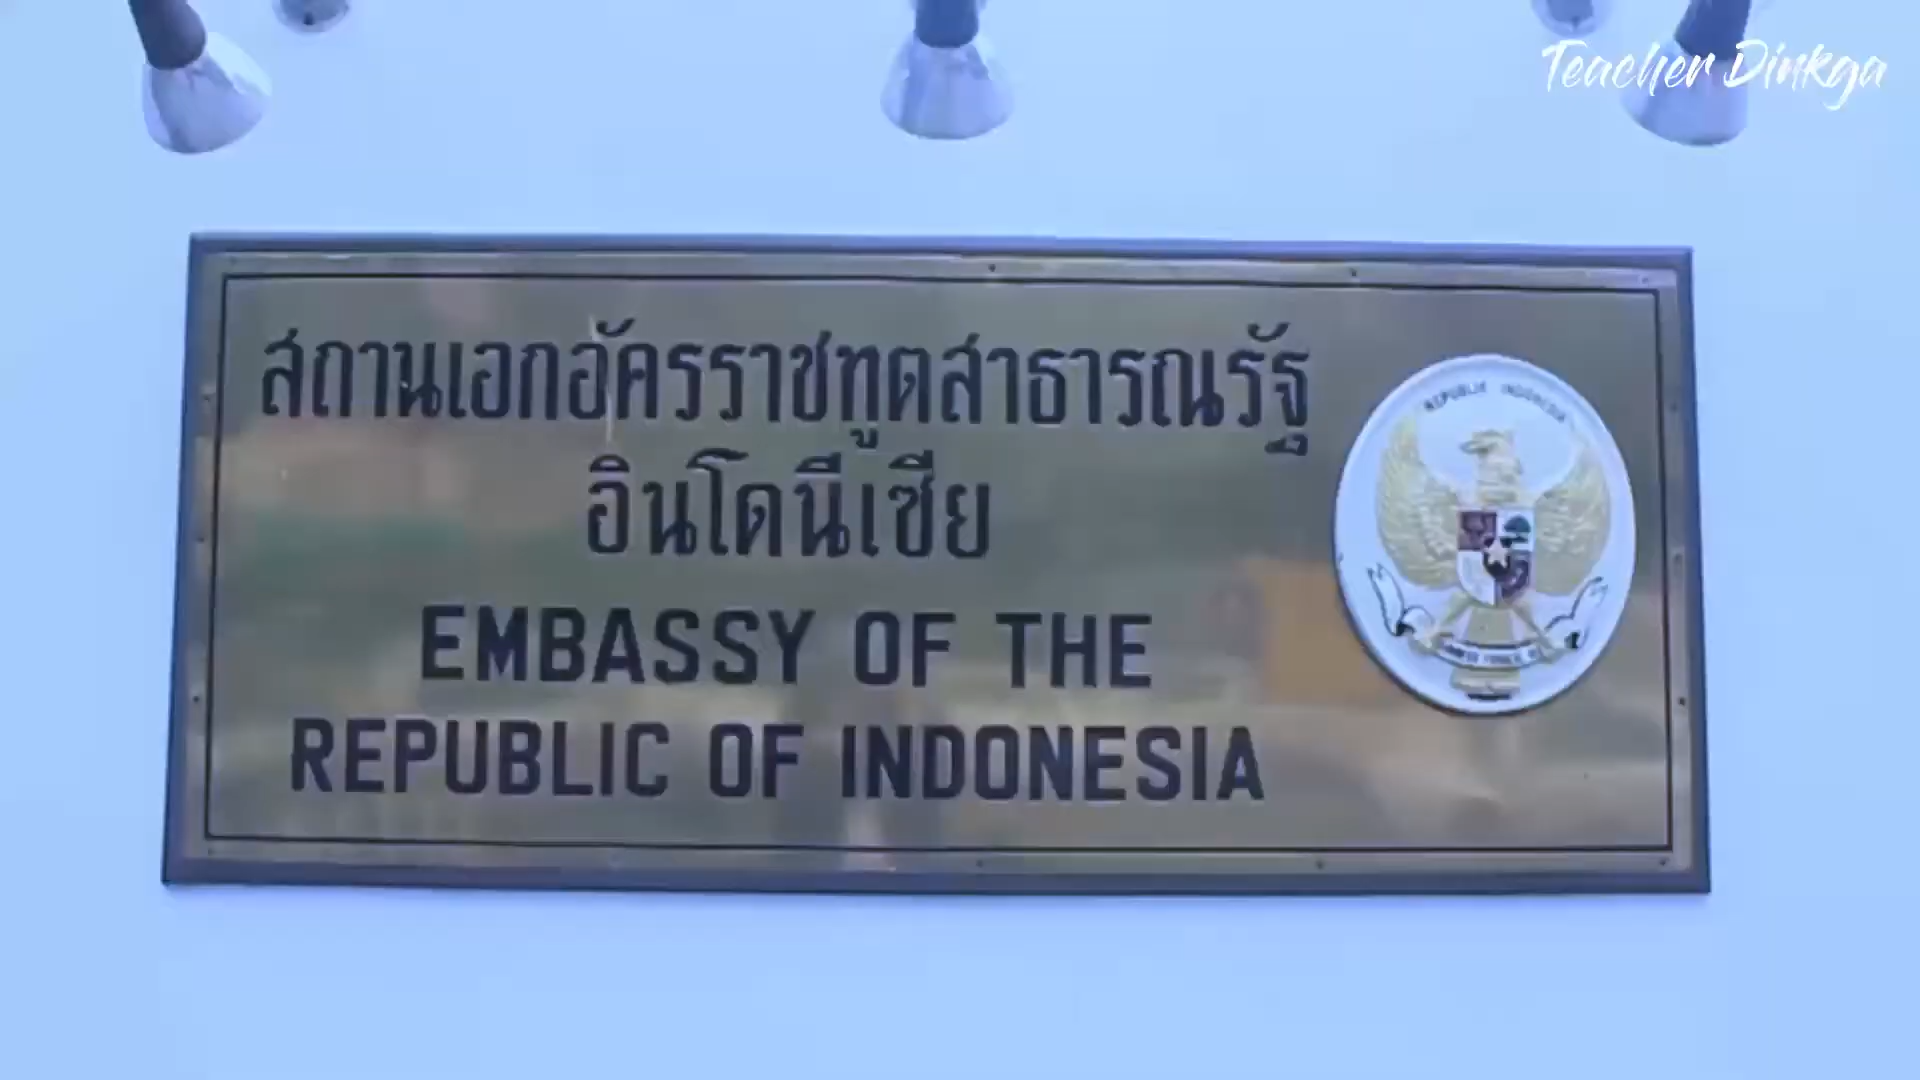 Teacher Dinkga
สถานเอกอัครราชทูตสาธารณรัฐ
อินโดนีเซีย
EMBASSY OF THE
REPUBLIC OF INDONESIA
REPUBLIK INDONESIA